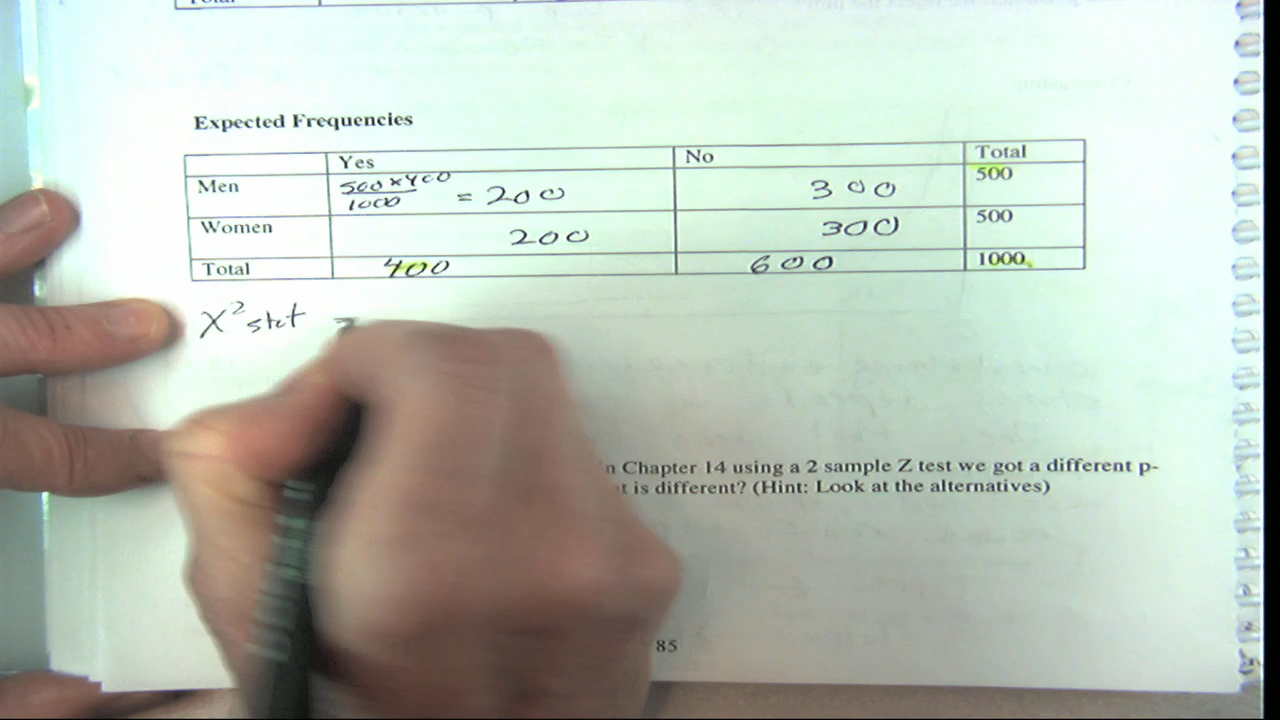 Total
Expected Frequencies
Yes No Total
Men 500 x 400 / 1000 = 200 300 500
Women 200 300 500
Total 400 600 1000
X² stat =
n Chapter 14 using a 2 sample Z test we got a different p-
t is different? (Hint: Look at the alternatives)
85